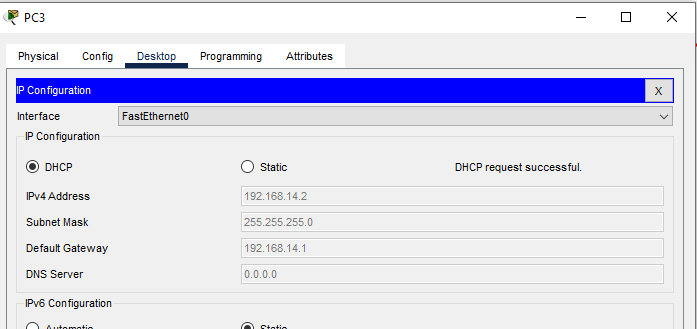 PC3
Physical Config Desktop Programming Attributes
IP Configuration X
Interface FastEthernet0
IP Configuration
DHCP Static DHCP request successful.
IPv4 Address 192.168.14.2
Subnet Mask 255.255.255.0
Default Gateway 192.168.14.1
DNS Server 0.0.0.0
IPv6 Configuration
Automatic Static